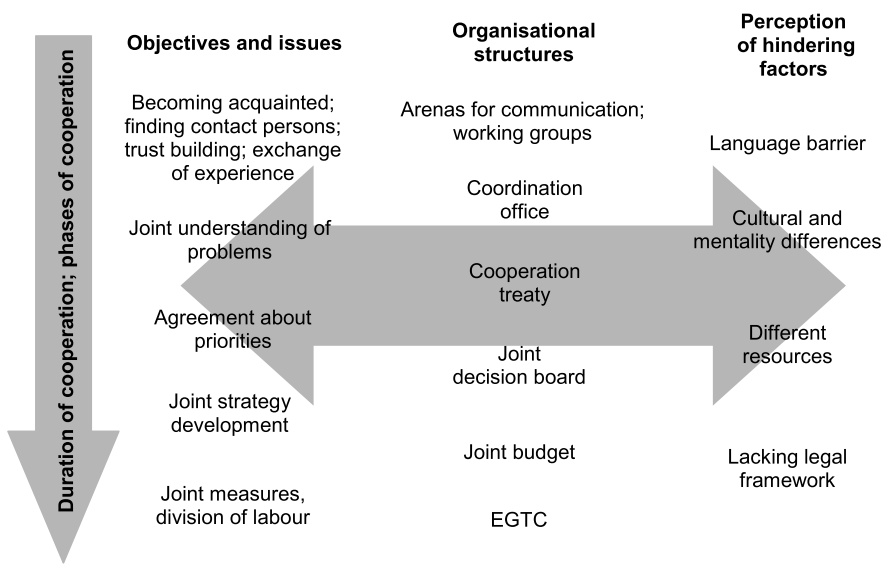 Duration of cooperation; phases of cooperation
Objectives and issues
Becoming acquainted;
finding contact persons;
trust building; exchange
of experience
Joint understanding of
problems
Agreement about
priorities
Joint strategy
development
Joint measures,
division of labour
Organisational
structures
Arenas for communication;
working groups
Coordination
office
Cooperation
treaty
Joint
decision board
Joint budget
EGTC
Perception
of hindering
factors
Language barrier
Cultural and
mentality differences
Different
resources
Lacking legal
framework